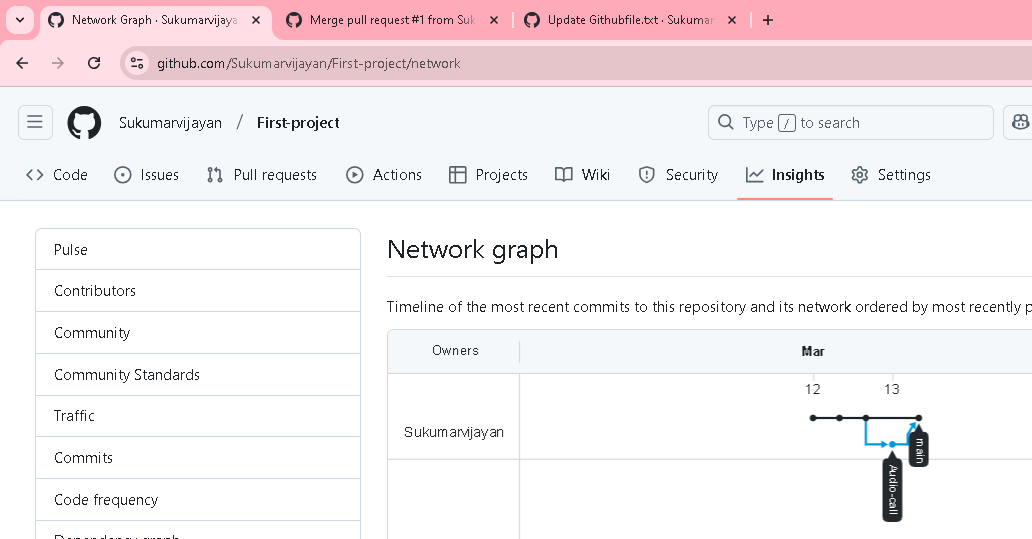 Network Graph · Sukumarvijaya
Merge pull request #1 from Suk
Update Githubfile.txt · Sukumar
github.com/Sukumarvijayan/First-project/network
Sukumarvijayan / First-project
Type / to search
Code Issues Pull requests Actions Projects Wiki Security Insights Settings
Pulse
Contributors
Community
Community Standards
Traffic
Commits
Code frequency
Dependency graph
Network graph
Timeline of the most recent commits to this repository and its network ordered by most recently p
Owners Mar
12 13
Sukumarvijayan
main
Audio-call